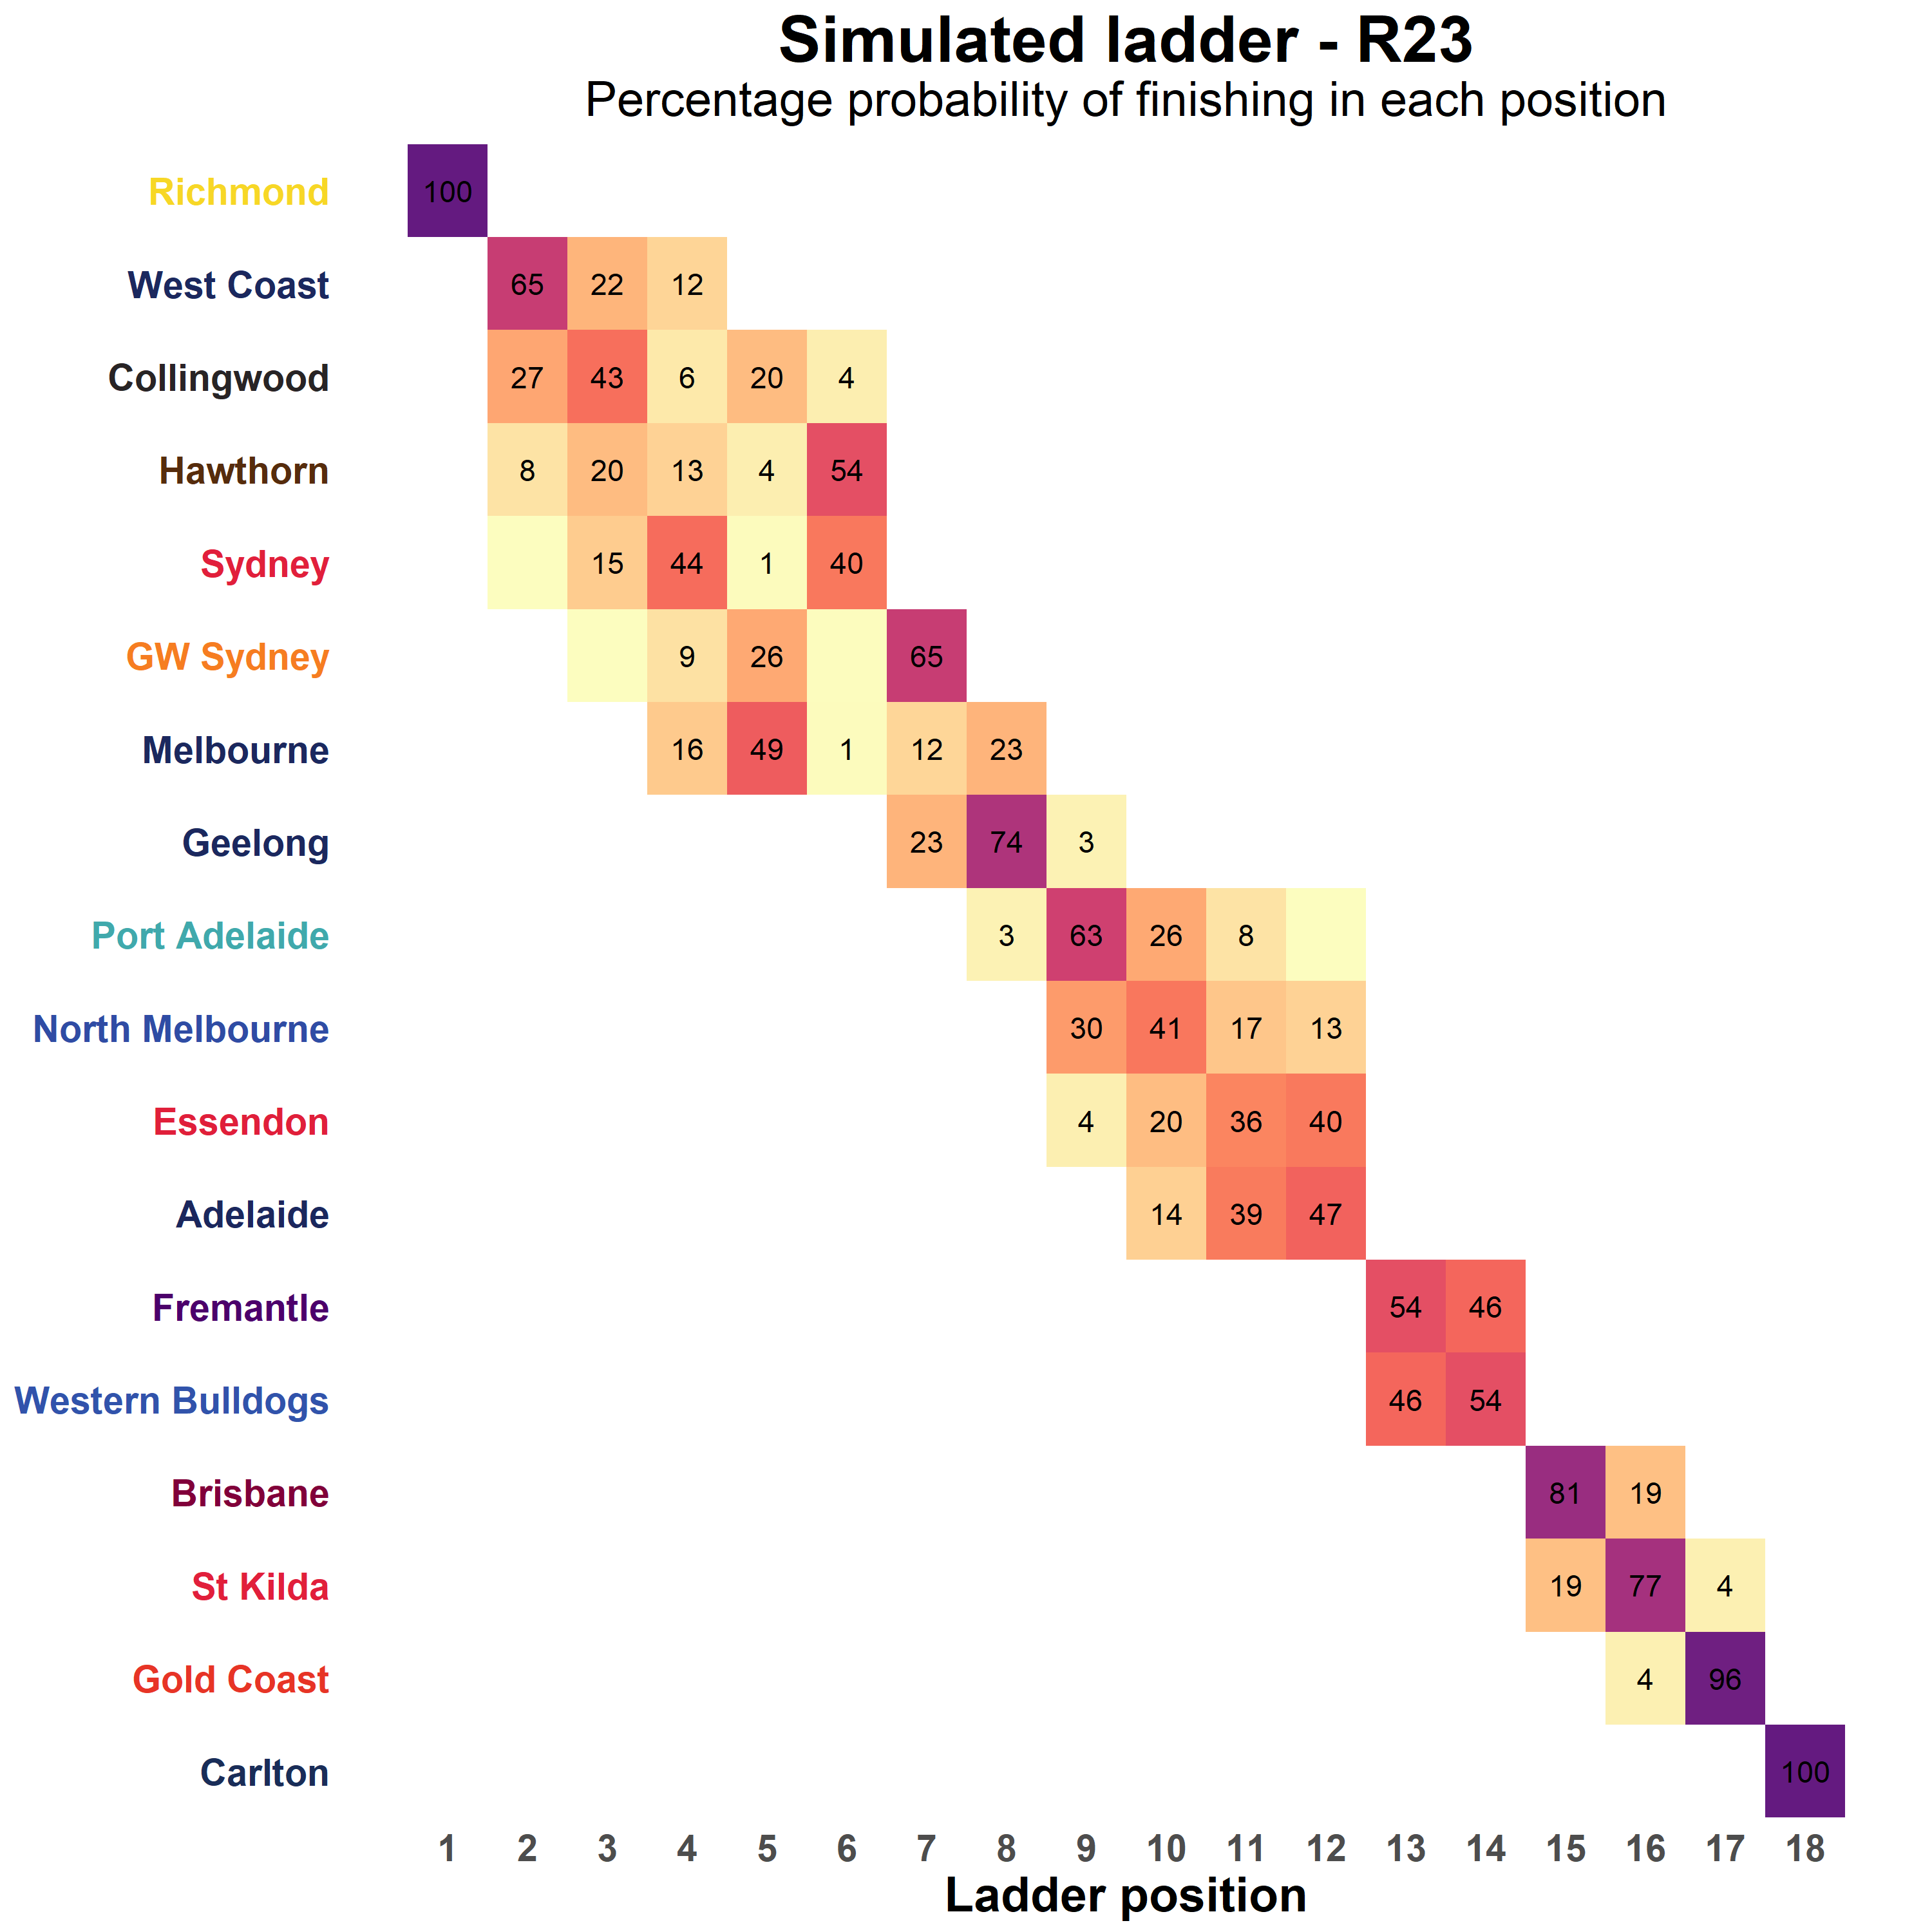 Simulated ladder - R23
Percentage probability of finishing in each position
Richmond 100
West Coast 65 22 12
Collingwood 27 43 6 20 4
Hawthorn 8 20 13 4 54
Sydney 15 44 1 40
GW Sydney 9 26 65
Melbourne 16 49 1 12 23
Geelong 23 74 3
Port Adelaide 3 63 26 8
North Melbourne 30 41 17 13
Essendon 4 20 36 40
Adelaide 14 39 47
Fremantle 54 46
Western Bulldogs 46 54
Brisbane 81 19
St Kilda 19 77 4
Gold Coast 4 96
Carlton 100
1 2 3 4 5 6 7 8 9 10 11 12 13 14 15 16 17 18
Ladder position